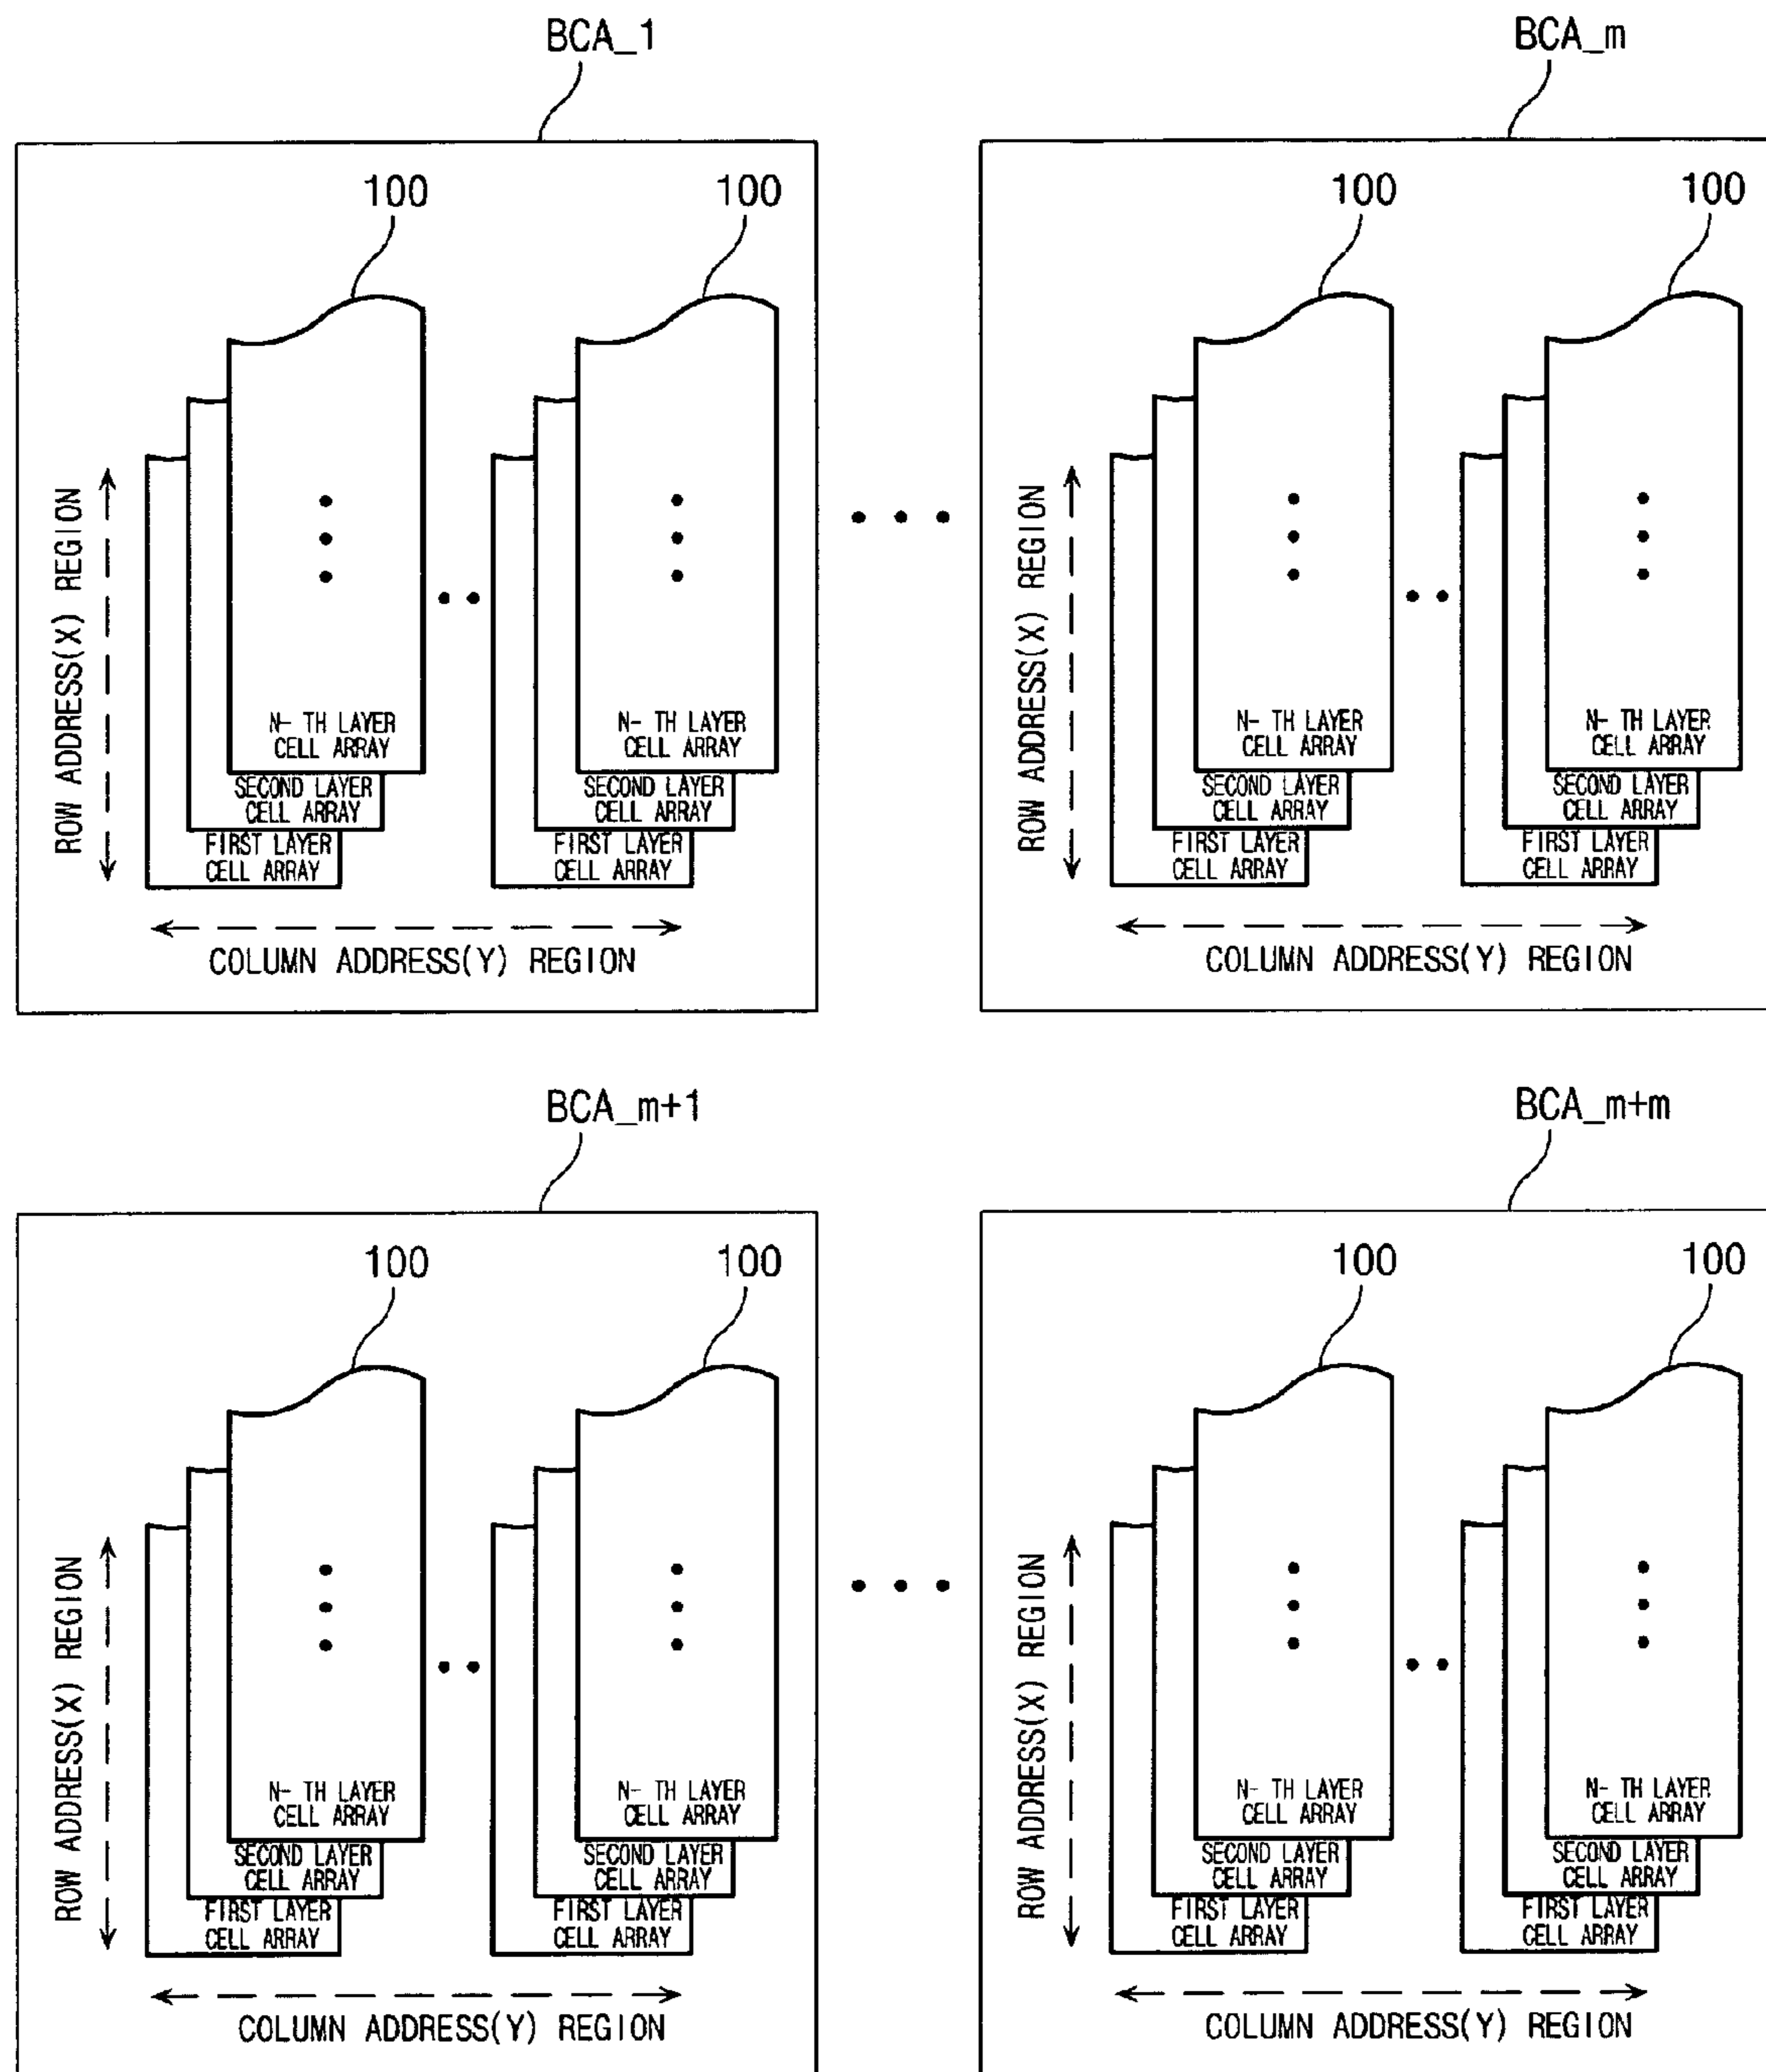 BCA_1
100
100
ROW ADDRESS(X) REGION
N- TH LAYER
CELL ARRAY
SECOND LAYER
CELL ARRAY
FIRST LAYER
CELL ARRAY
N- TH LAYER
CELL ARRAY
SECOND LAYER
CELL ARRAY
FIRST LAYER
CELL ARRAY
COLUMN ADDRESS(Y) REGION
BCA_m
100
100
ROW ADDRESS(X) REGION
N- TH LAYER
CELL ARRAY
SECOND LAYER
CELL ARRAY
FIRST LAYER
CELL ARRAY
N- TH LAYER
CELL ARRAY
SECOND LAYER
CELL ARRAY
FIRST LAYER
CELL ARRAY
COLUMN ADDRESS(Y) REGION
BCA_m+1
100
100
ROW ADDRESS(X) REGION
N- TH LAYER
CELL ARRAY
SECOND LAYER
CELL ARRAY
FIRST LAYER
CELL ARRAY
N- TH LAYER
CELL ARRAY
SECOND LAYER
CELL ARRAY
FIRST LAYER
CELL ARRAY
COLUMN ADDRESS(Y) REGION
BCA_m+m
100
100
ROW ADDRESS(X) REGION
N- TH LAYER
CELL ARRAY
SECOND LAYER
CELL ARRAY
FIRST LAYER
CELL ARRAY
N- TH LAYER
CELL ARRAY
SECOND LAYER
CELL ARRAY
FIRST LAYER
CELL ARRAY
COLUMN ADDRESS(Y) REGION